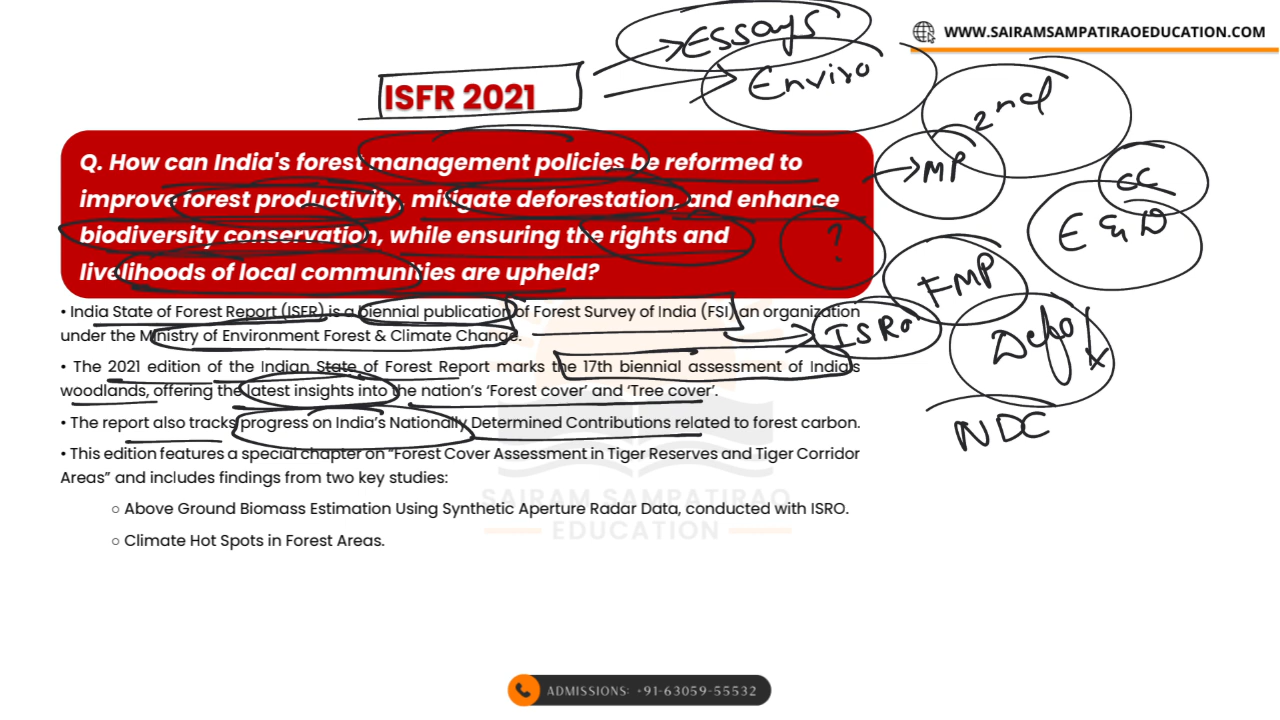 WWW.SAIRAMSAMPATIRAOEDUCATION.COM
Essays
Enviro
ISFR 2021
2nd
Q. How can India's forest management policies be reformed to
improve forest productivity, mitigate deforestation, and enhance
biodiversity conservation, while ensuring the rights and
livelihoods of local communities are upheld?
MP
CC
E & D
?
FMP
ISRO
Defo
NDC
• India State of Forest Report (ISFR) is a biennial publication of Forest Survey of India (FSI) an organization
under the Ministry of Environment Forest & Climate Change.
• The 2021 edition of the Indian State of Forest Report marks the 17th biennial assessment of India's
woodlands, offering the latest insights into the nation's ‘Forest cover’ and ‘Tree cover’.
• The report also tracks progress on India’s Nationally Determined Contributions related to forest carbon.
• This edition features a special chapter on “Forest Cover Assessment in Tiger Reserves and Tiger Corridor
Areas” and includes findings from two key studies:
○ Above Ground Biomass Estimation Using Synthetic Aperture Radar Data, conducted with ISRO.
○ Climate Hot Spots in Forest Areas.
SAIRAM SAMPATIRAO
EDUCATION
ADMISSIONS: +91-63059-55532